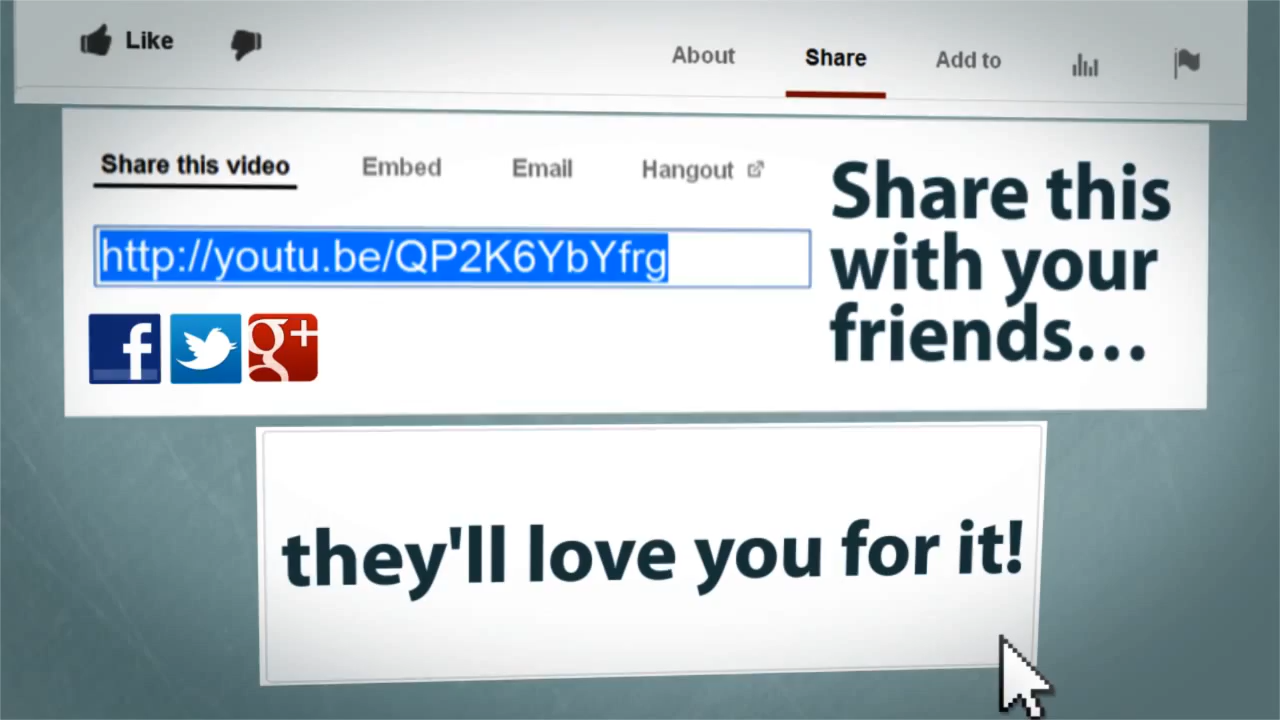 Like
About Share Add to
Share this video Embed Email Hangout
http://youtu.be/QP2K6YbYfrg
f g+
Share this
with your
friends...
they'll love you for it!